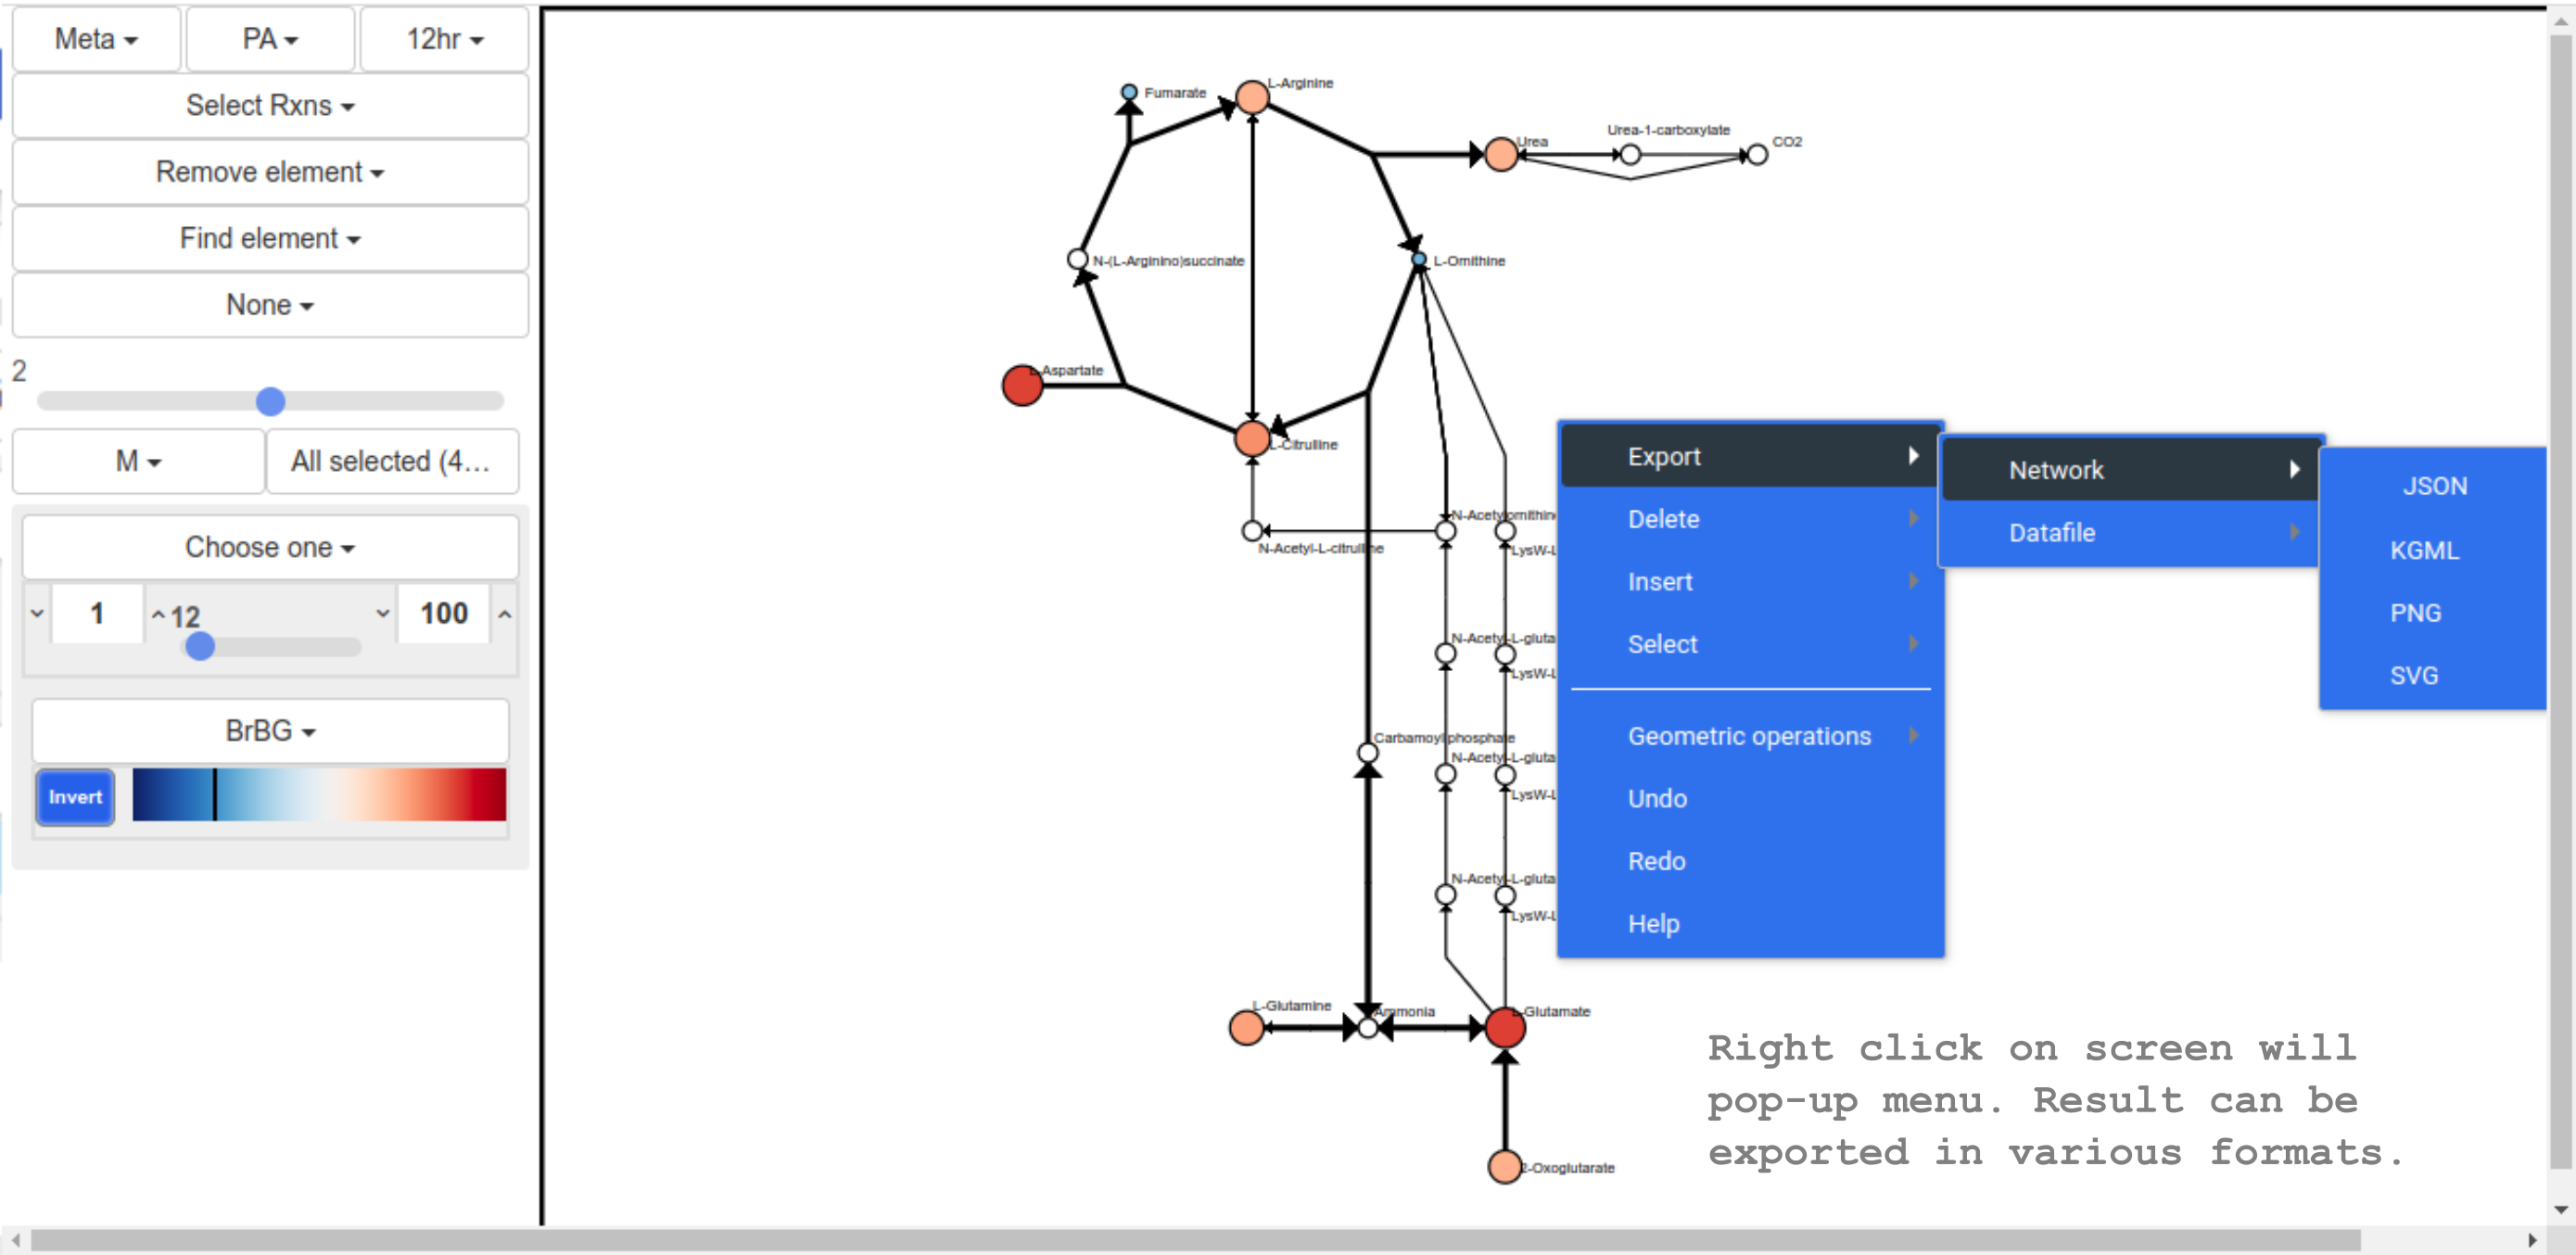 Meta
PA
12hr
Select Rxns
Remove element
Find element
None
2
M
All selected (4...
Choose one
1
12
100
BrBG
Invert
Fumarate
L-Arginine
Urea
Urea-1-carboxylate
CO2
N-(L-Arginino)succinate
L-Ornithine
L-Aspartate
L-Citrulline
N-Acetylornithin
N-Acetyl-L-citrulline
LysW-L
N-Acetyl-L-gluta
LysW-L
Carbamoyl phosphate
N-Acetyl-L-gluta
LysW-L
N-Acetyl-L-gluta
LysW-L
L-Glutamine
Ammonia
L-Glutamate
2-Oxoglutarate
Export
Delete
Insert
Select
Geometric operations
Undo
Redo
Help
Network
Datafile
JSON
KGML
PNG
SVG
Right click on screen will
pop-up menu. Result can be
exported in various formats.